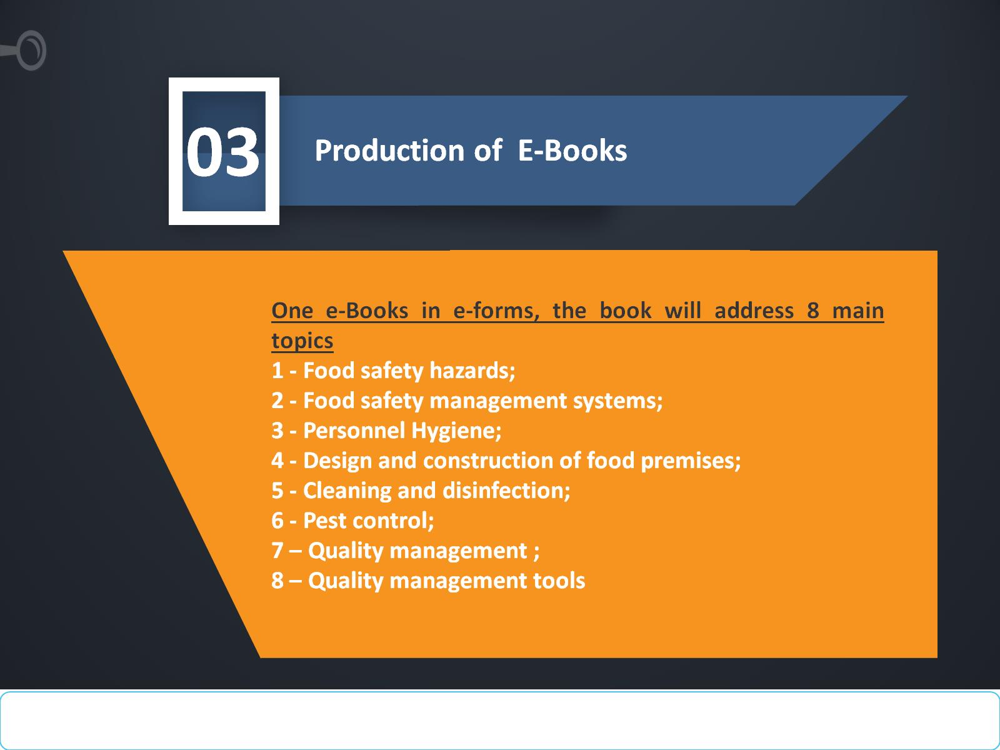 03
Production of  E-Books
One e-Books in e-forms, the book will address 8 main
topics
1 - Food safety hazards;
2 - Food safety management systems;
3 - Personnel Hygiene;
4 - Design and construction of food premises;
5 - Cleaning and disinfection;
6 - Pest control;
7 – Quality management ;
8 – Quality management tools